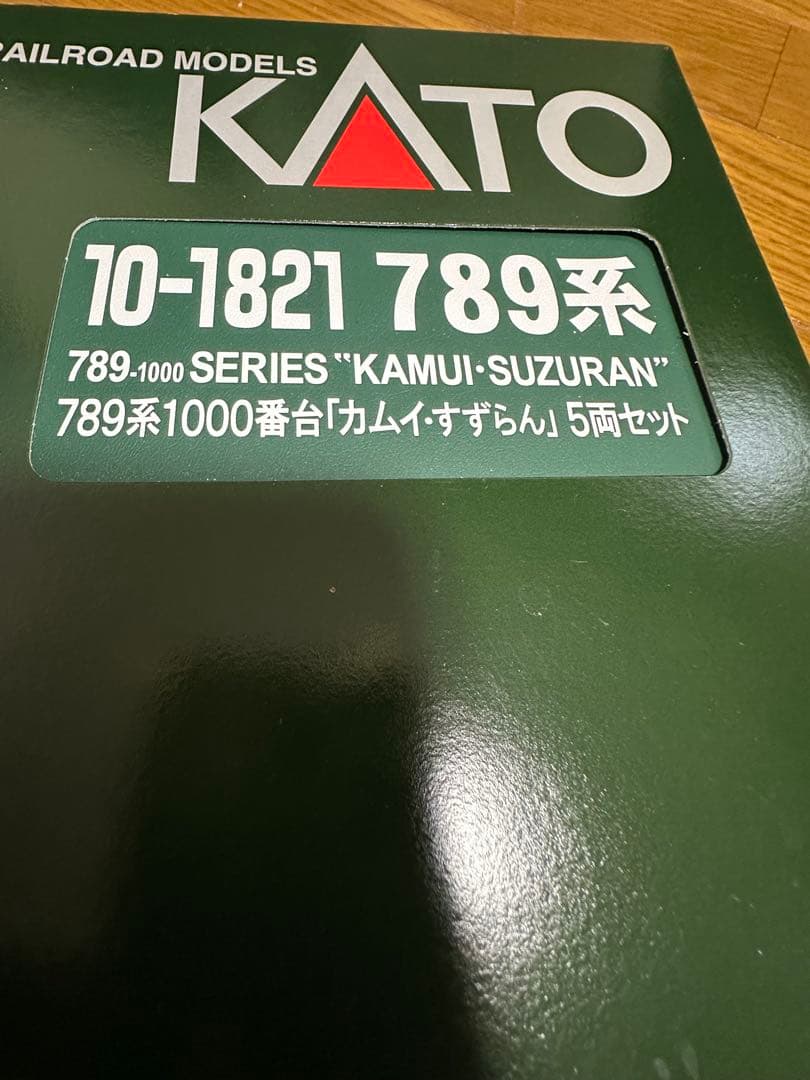 RAILROAD MODELS
KATO
10-1821 789系
789-1000 SERIES “KAMUI·SUZURAN”
789系1000番台「カムイ・すずらん」5両セット